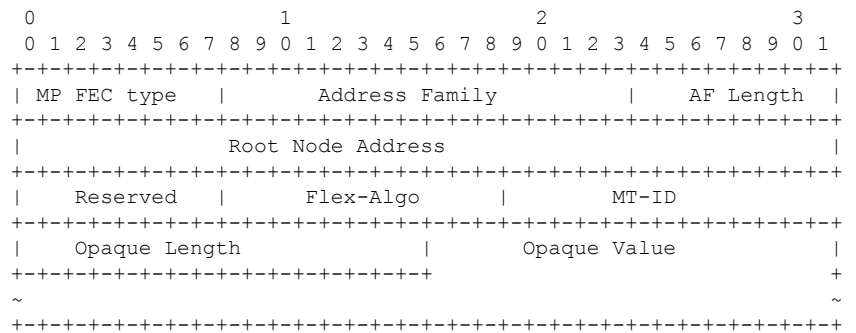 0                   1                   2                   3
 0 1 2 3 4 5 6 7 8 9 0 1 2 3 4 5 6 7 8 9 0 1 2 3 4 5 6 7 8 9 0 1
+-+-+-+-+-+-+-+-+-+-+-+-+-+-+-+-+-+-+-+-+-+-+-+-+-+-+-+-+-+-+-+-+
| MP FEC type   |       Address Family          |    AF Length  |
+-+-+-+-+-+-+-+-+-+-+-+-+-+-+-+-+-+-+-+-+-+-+-+-+-+-+-+-+-+-+-+-+
|                Root Node Address                              |
+-+-+-+-+-+-+-+-+-+-+-+-+-+-+-+-+-+-+-+-+-+-+-+-+-+-+-+-+-+-+-+-+
|    Reserved   |      Flex-Algo      |        MT-ID
+-+-+-+-+-+-+-+-+-+-+-+-+-+-+-+-+-+-+-+-+-+-+-+-+-+-+-+-+-+-+-+-+
|    Opaque Length              |       Opaque Value            |
+-+-+-+-+-+-+-+-+-+-+-+-+-+-+-+-+                               +
~                                                               ~
+-+-+-+-+-+-+-+-+-+-+-+-+-+-+-+-+-+-+-+-+-+-+-+-+-+-+-+-+-+-+-+-+